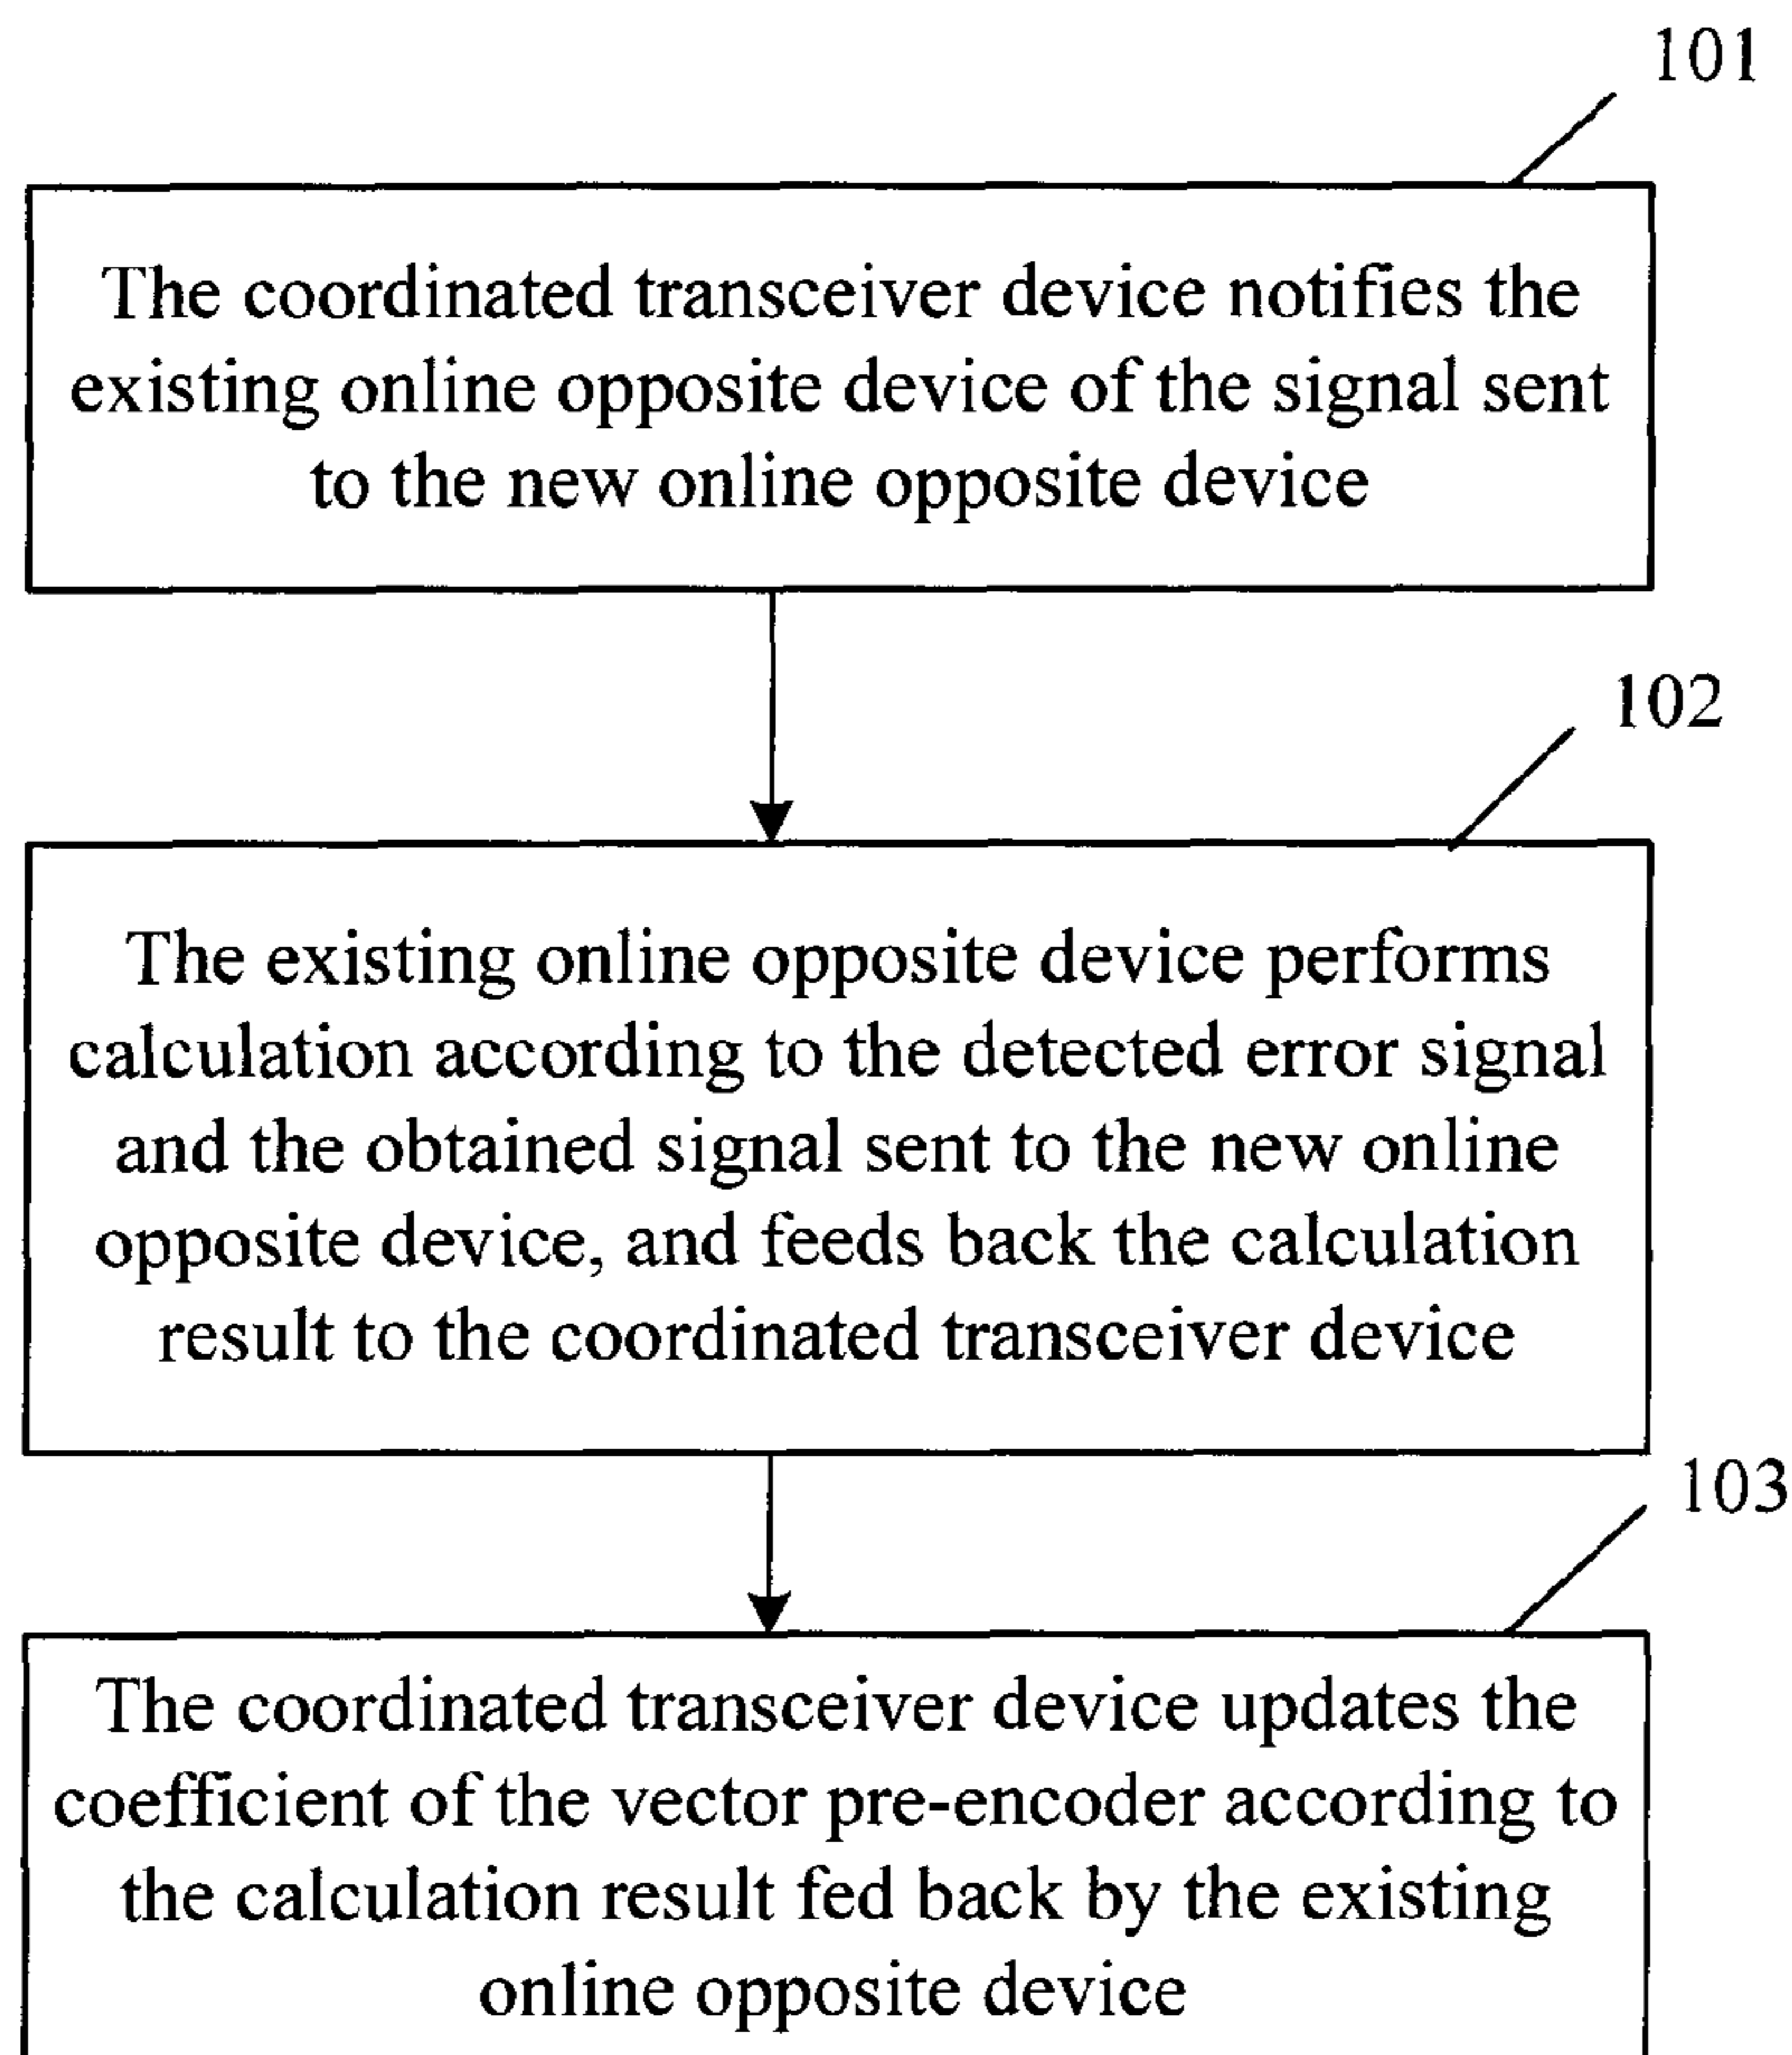 101
The coordinated transceiver device notifies the
existing online opposite device of the signal sent
to the new online opposite device
102
The existing online opposite device performs
calculation according to the detected error signal
and the obtained signal sent to the new online
opposite device, and feeds back the calculation
result to the coordinated transceiver device
103
The coordinated transceiver device updates the
coefficient of the vector pre-encoder according to
the calculation result fed back by the existing
online opposite device